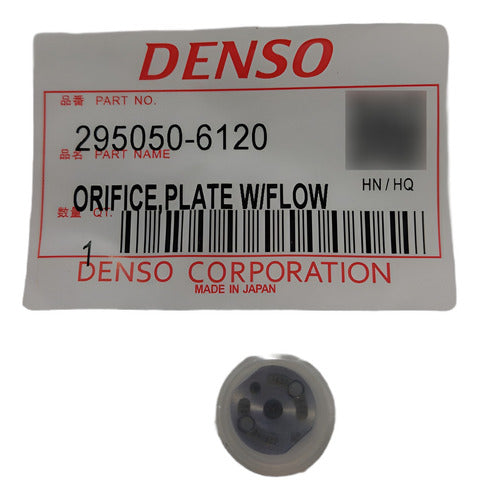 DENSO
品番 PART NO.
295050-6120
品名 PART NAME
HN / HQ
ORIFICE,PLATE W/FLOW
数量 QT.
1
DENSO CORPORATION
MADE IN JAPAN